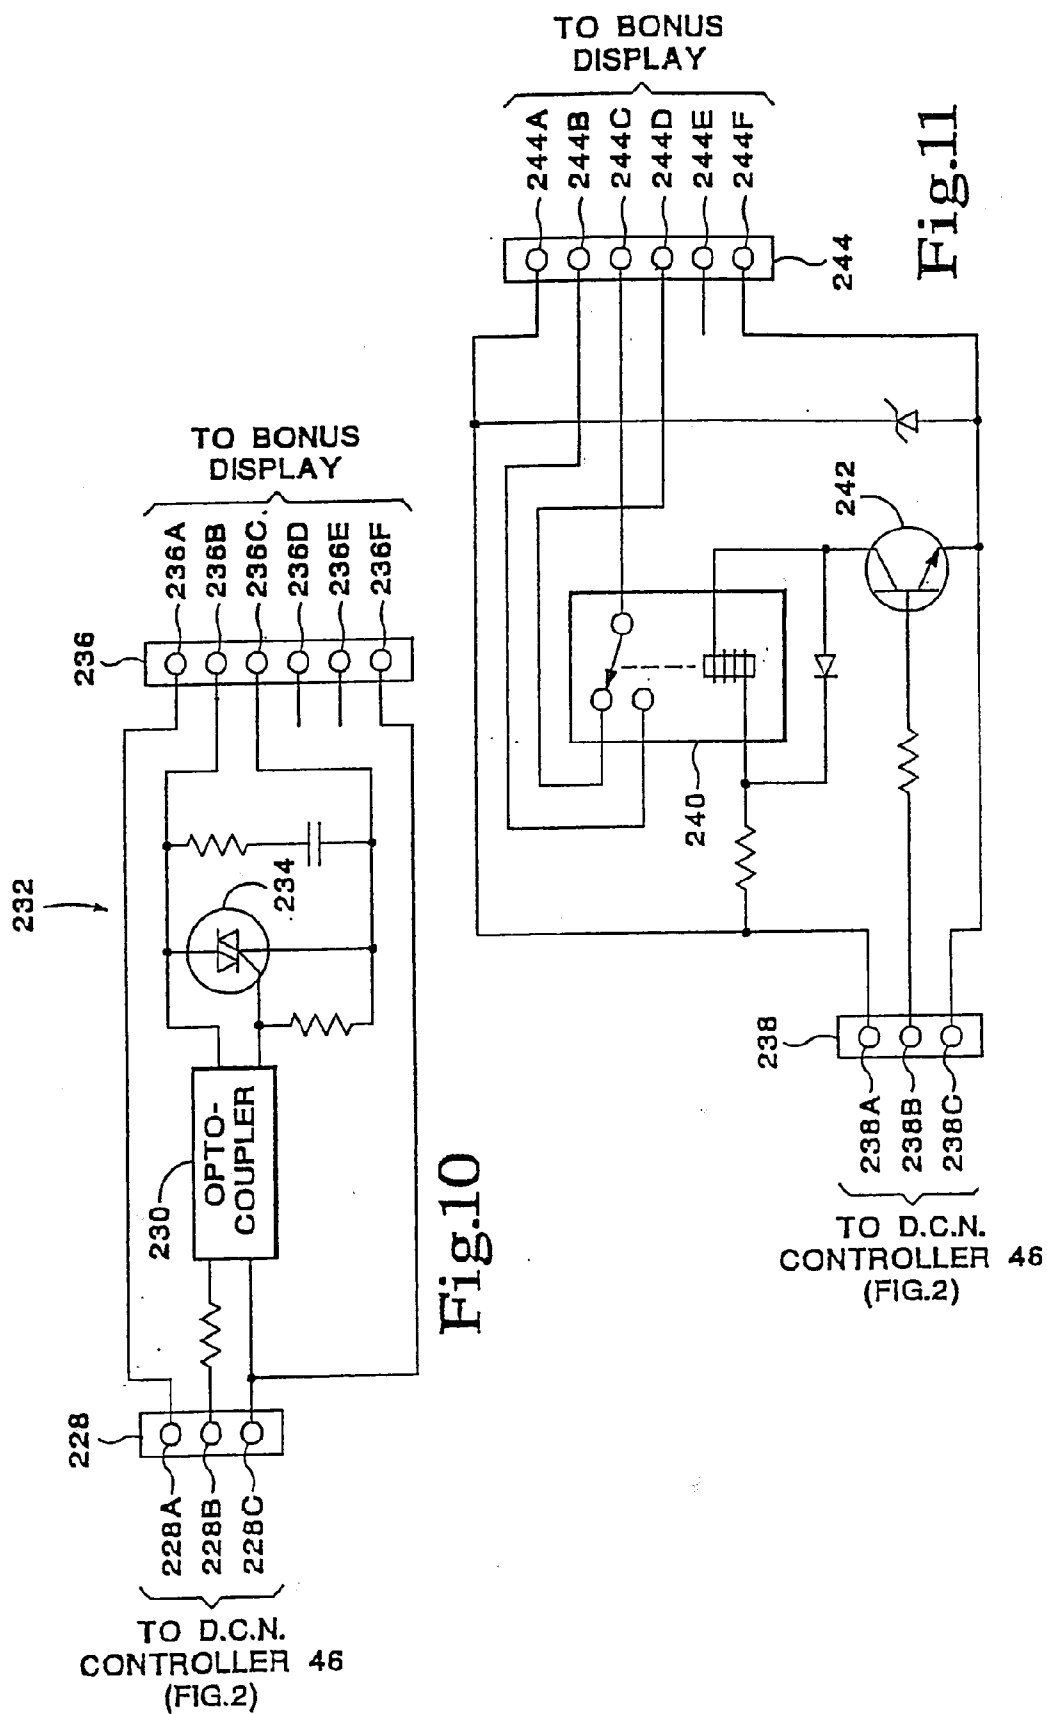 TO BONUS
DISPLAY
244A
244B
244C
244D
244E
244F
244
Fig.11
242
240
238
238A
238B
238C
TO D.C.N.
CONTROLLER 46
(FIG.2)
TO BONUS
DISPLAY
236A
236B
236C
236D
236E
236F
236
232
234
230
OPTO-
COUPLER
Fig.10
228
228A
228B
228C
TO D.C.N.
CONTROLLER 46
(FIG.2)